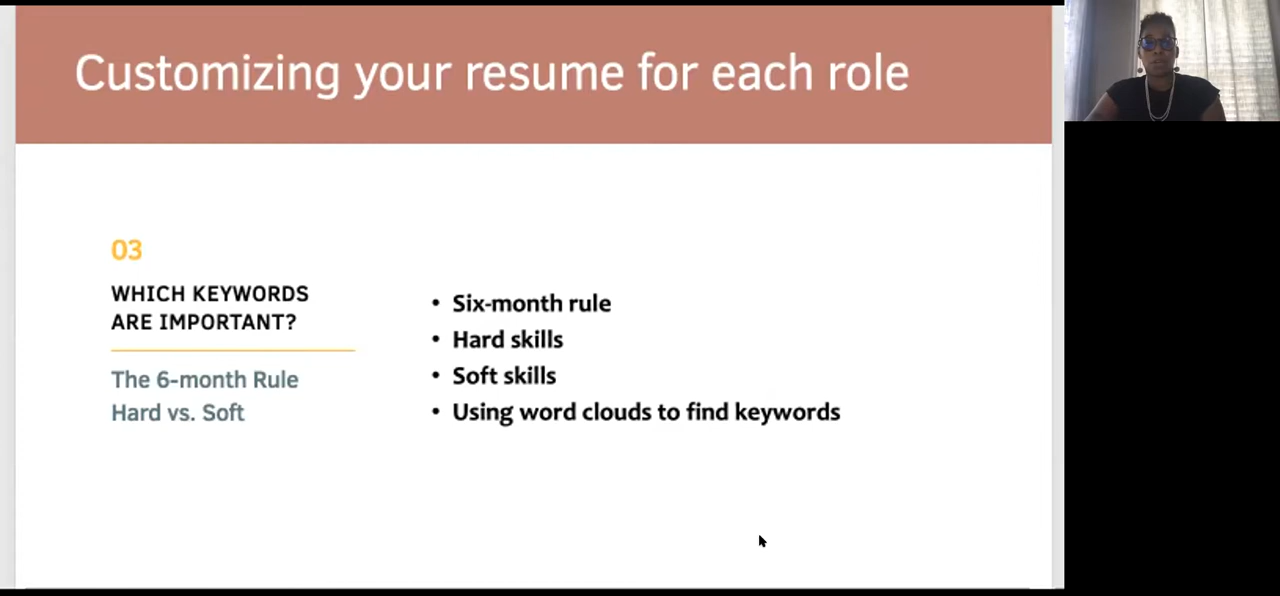 Customizing your resume for each role
03
WHICH KEYWORDS
ARE IMPORTANT?
The 6-month Rule
Hard vs. Soft
• Six-month rule
• Hard skills
• Soft skills
• Using word clouds to find keywords